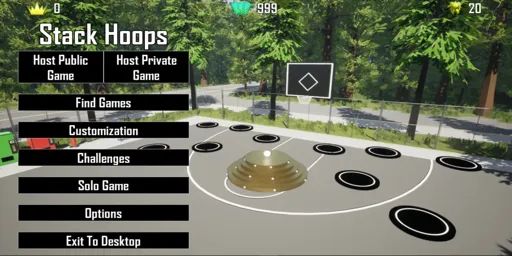 0
999
20
Stack Hoops
Host Public
Game
Host Private
Game
Find Games
Customization
Challenges
Solo Game
Options
Exit To Desktop